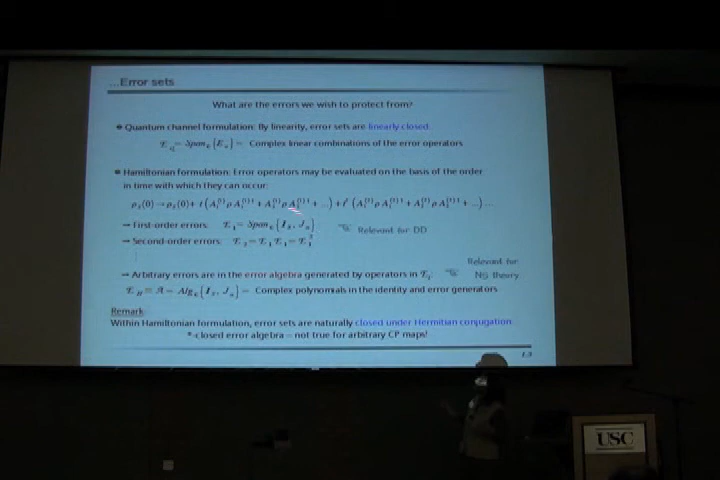 ...Error sets
What are the errors we wish to protect from?
Quantum channel formulation: By linearity, error sets are linearly closed.
= Span = Complex linear combinations of the error operators
Hamiltonian formulation: Error operators may be evaluated on the basis of the order
in time with which they can occur:
→ First-order errors: Relevant for DD
→ Second-order errors:
Relevant for
→ Arbitrary errors are in the error algebra generated by operators in NS theory
= Complex polynomials in the identity and error generators
Remark:
Within Hamiltonian formulation, error sets are naturally closed under Hermitian conjugation.
*-closed error algebra – not true for arbitrary CP maps!
1-3
USC